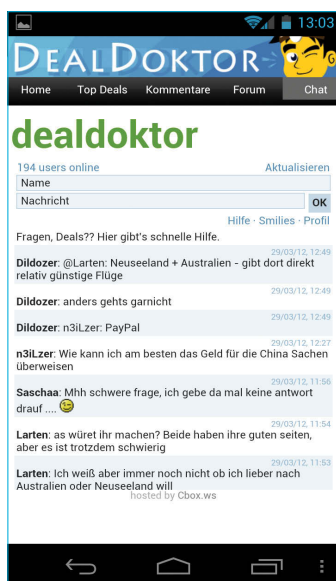 13:03
DEALDOKTOR
Home Top Deals Kommentare Forum Chat
dealdoktor
194 users online Aktualisieren
Name
Nachricht OK
Hilfe · Smilies · Profil
Fragen, Deals?? Hier gibt's schnelle Hilfe.
29/03/12, 12:49
Dildozer: @Larten: Neuseeland + Australien - gibt dort direkt
relativ günstige Flüge
29/03/12, 12:49
Dildozer: anders gehts garnicht
29/03/12, 12:49
Dildozer: n3iLzer: PayPal
29/03/12, 12:27
n3iLzer: Wie kann ich am besten das Geld für die China Sachen
überweisen
29/03/12, 11:56
Saschaa: Mhh schwere frage, ich gebe da mal keine antwort
drauf ....
29/03/12, 11:54
Larten: as würet ihr machen? Beide haben ihre guten seiten,
aber es ist trotzdem schwierig
29/03/12, 11:53
Larten: Ich weiß aber immer noch nicht ob ich lieber nach
Australien oder Neuseeland will
hosted by Cbox.ws